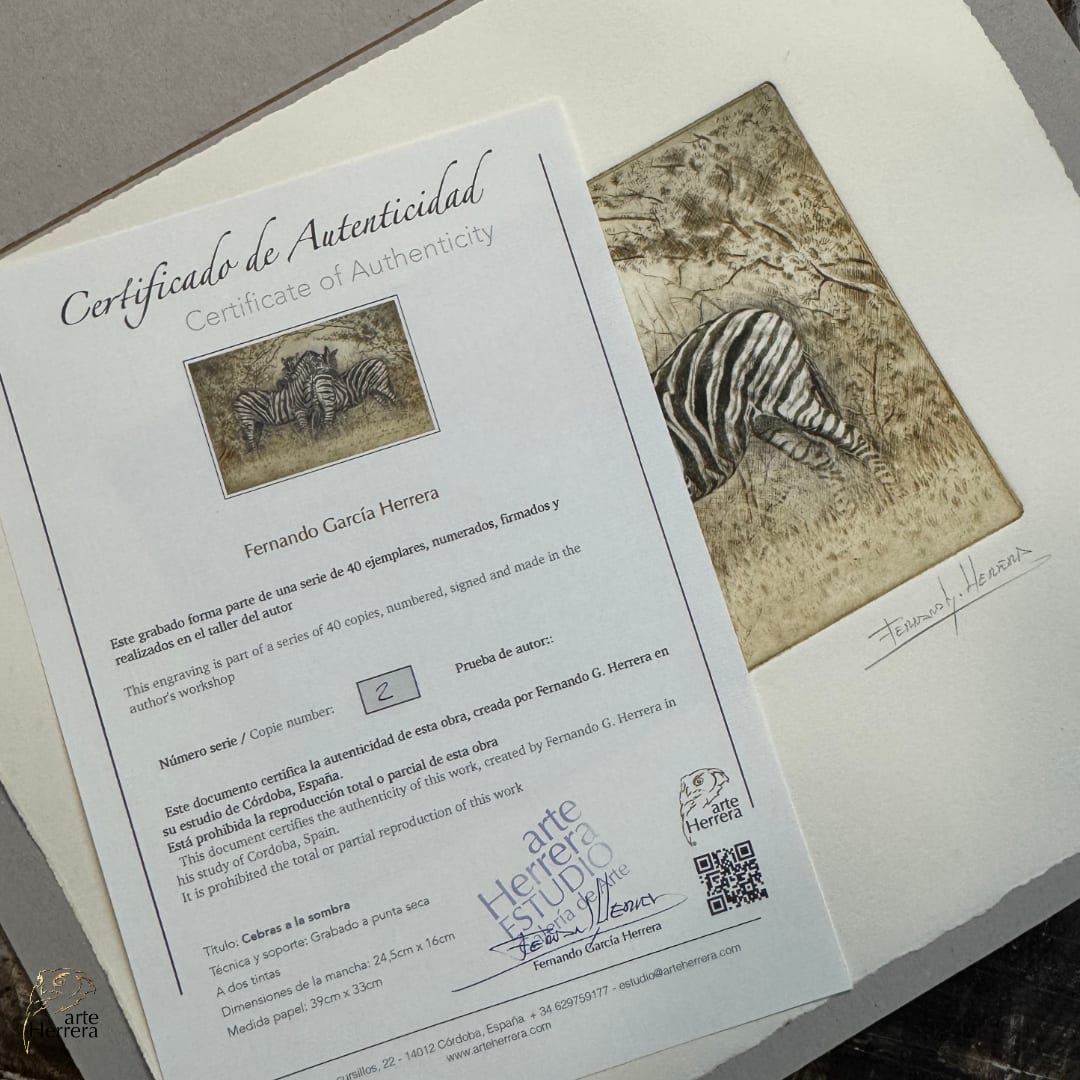 Certificado de Autenticidad
Certificate of Authenticity
Fernando García Herrera
Este grabado forma parte de una serie de 40 ejemplares, numerados, firmados y
realizados en el taller del autor
This engraving is part of a series of 40 copies, numbered, signed and made in the
author's workshop
Número serie / Copie number:
2
Prueba de autor::
Este documento certifica la autenticidad de esta obra, creada por Fernando G. Herrera en
su estudio de Córdoba, España.
Está prohibida la reproducción total o parcial de esta obra
This document certifies the authenticity of this work, created by Fernando G. Herrera in
his study of Cordoba, Spain.
It is prohibited the total or partial reproduction of this work
Título: Cebras a la sombra
Técnica y soporte: Grabado a punta seca
A dos tintas
Dimensiones de la mancha: 24,5cm x 16cm
Medida papel: 39cm x 33cm
arte
Herrera
ESTUDIO
Galería de Arte
Fernando García Herrera
arte
Herrera
22 - 14012 Córdoba, España. + 34 629759177 - estudio@arteherrera.com
www.arteherrera.com
Fernando G. Herrera
arte
Herrera